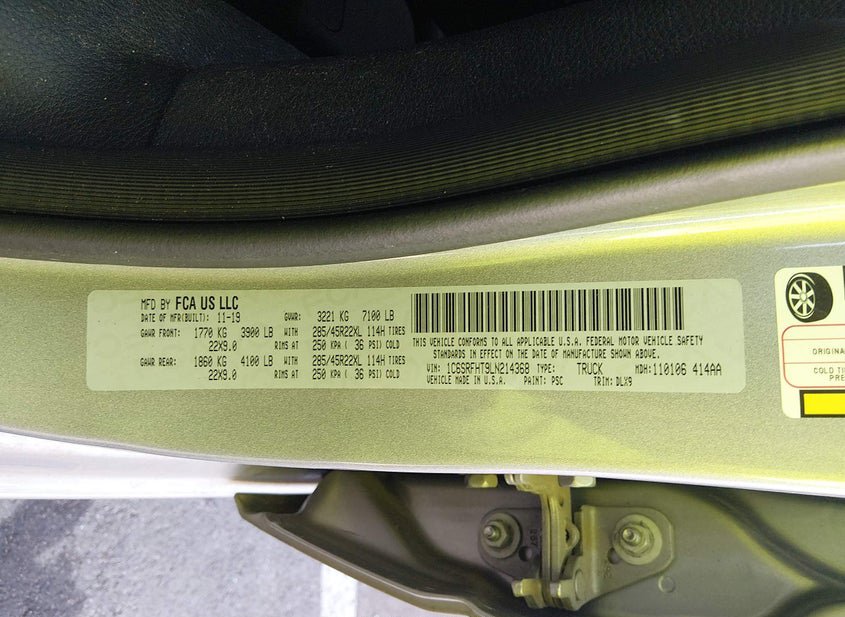 MFD BY FCA US LLC
DATE OF MFR(BUILT): 11-19 GVWR: 3221 KG 7100 LB
GAWR FRONT: 1770 KG 3900 LB WITH 285/45R22XL 114H TIRES
22X9.0 RIMS AT 250 KPA ( 36 PSI) COLD
GAWR REAR: 1860 KG 4100 LB WITH 285/45R22XL 114H TIRES
22X9.0 RIMS AT 250 KPA ( 36 PSI) COLD
THIS VEHICLE CONFORMS TO ALL APPLICABLE U.S.A. FEDERAL MOTOR VEHICLE SAFETY
STANDARDS IN EFFECT ON THE DATE OF MANUFACTURE SHOWN ABOVE.
VIN: 1C6SRFHT9LN214368 TYPE: TRUCK MDH: 110106 414AA
VEHICLE MADE IN U.S.A. PAINT: PSC TRIM: DLX9
COLD